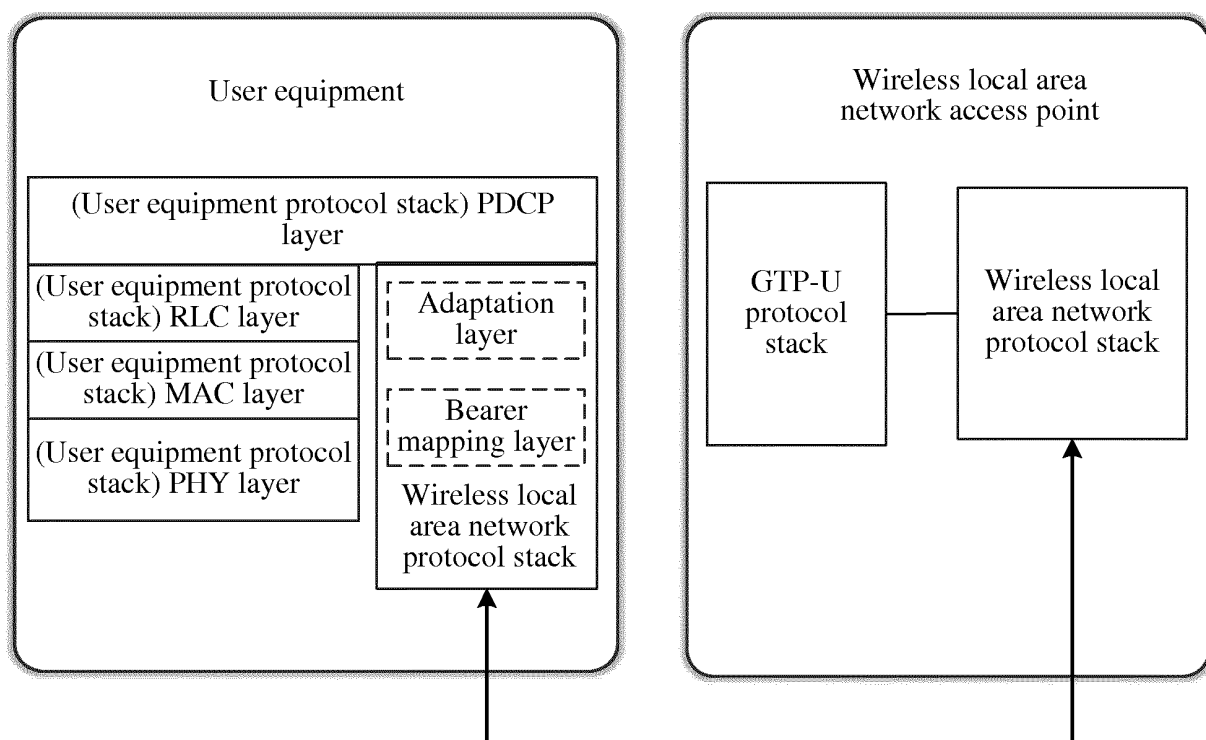 User equipment
(User equipment protocol stack) PDCP
layer
(User equipment protocol
stack) RLC layer
(User equipment protocol
stack) MAC layer
(User equipment protocol
stack) PHY layer
Adaptation
layer
Bearer
mapping layer
Wireless local
area network
protocol stack
Wireless local area
network access point
GTP-U
protocol
stack
Wireless local
area network
protocol stack